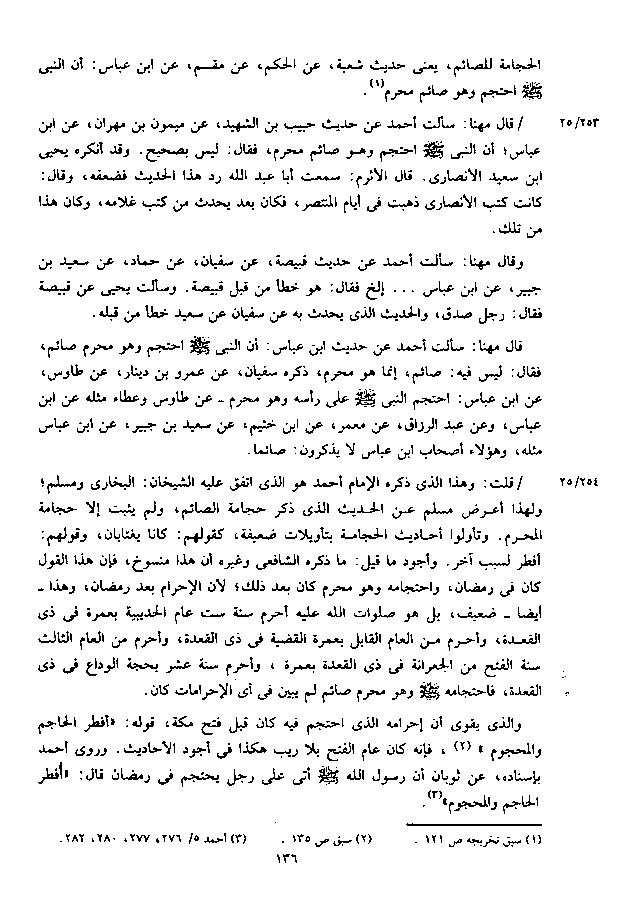 الحجامة للصائم، يعنى حديث شعبة، عن الحكم، عن مقسم، عن ابن عباس: أن النبى
ﷺ احتجم وهو صائم محرم(١).
٢٥/٢٥٣ / قال مهنا: سألت أحمد عن حديث حبيب بن الشهيد، عن ميمون بن مهران، عن ابن
عباس؛ أن النبى ﷺ احتجم وهو صائم محرم، فقال: ليس بصحيح. وقد أنكره يحيى
ابن سعيد الأنصارى. قال الأثرم: سمعت أبا عبد الله رد هذا الحديث فضعفه، وقال:
كانت كتب الأنصارى ذهبت فى أيام المنتصر، فكان بعد يحدث من كتب غلامه، وكان هذا
من تلك.
وقال مهنا: سألت أحمد عن حديث قبيصة، عن سفيان، عن حماد، عن سعيد بن
جبير، عن ابن عباس ... إلخ فقال: هو خطأ من قبل قبيصة. وسألت يحيى عن قبيصة
فقال: رجل صدق، والحديث الذى يحدث به عن سفيان عن سعيد خطأ من قبله.
قال مهنا: سألت أحمد عن حديث ابن عباس: أن النبى ﷺ احتجم وهو محرم صائم،
فقال: ليس فيه: صائم، إنما هو محرم، ذكره سفيان، عن عمرو بن دينار، عن طاوس،
عن ابن عباس: احتجم النبى ﷺ على رأسه وهو محرم ـ عن طاوس وعطاء مثله عن ابن
عباس، وعن عبد الرزاق، عن معمر، عن ابن خثيم، عن سعيد بن جبير، عن ابن عباس
مثله، وهؤلاء أصحاب ابن عباس لا يذكرون: صائما.
٢٥/٢٥٤ / قلت: وهذا الذى ذكره الإمام أحمد هو الذى اتفق عليه الشيخان: البخارى ومسلم؛
ولهذا أعرض مسلم عن الحديث الذى ذكر حجامة الصائم، ولم يثبت إلا حجامة
المحرم. وتأولوا أحاديث الحجامة بتأويلات ضعيفة، كقولهم: كانا يغتابان، وقولهم:
أفطر لسبب آخر. وأجود ما قيل: ما ذكره الشافعى وغيره أن هذا منسوخ، فإن هذا القول
كان فى رمضان، واحتجامه وهو محرم كان بعد ذلك؛ لأن الإحرام بعد رمضان، وهذا ـ
أيضا ـ ضعيف، بل هو صلوات الله عليه أحرم سنة ست عام الحديبية بعمرة فى ذى
القعدة، وأحرم من العام القابل بعمرة القضية فى ذى القعدة، وأحرم من العام الثالث
سنة الفتح من الجعرانة فى ذى القعدة بعمرة ، وأحرم سنة عشر بحجة الوداع فى ذى
القعدة، فاحتجامه ﷺ وهو محرم صائم لم يبين فى أى الإحرامات كان.
والذى يقوى أن إحرامه الذى احتجم فيه كان قبل فتح مكة، قوله: «أفطر الحاجم
والمحجوم » (٢) ، فإنه كان عام الفتح بلا ريب هكذا فى أجود الأحاديث. وروى أحمد
بإسناده، عن ثوبان أن رسول الله ﷺ أتى على رجل يحتجم فى رمضان قال: «أفطر
الحاجم والمحجوم»(٣).
(١) سبق تخريجه ص ١٢١ . (٢) سبق ص ١٣٥ . (٣) أحمد ٥/ ٢٧٦، ٢٧٧، ٢٨٠، ٢٨٢.
١٣٦